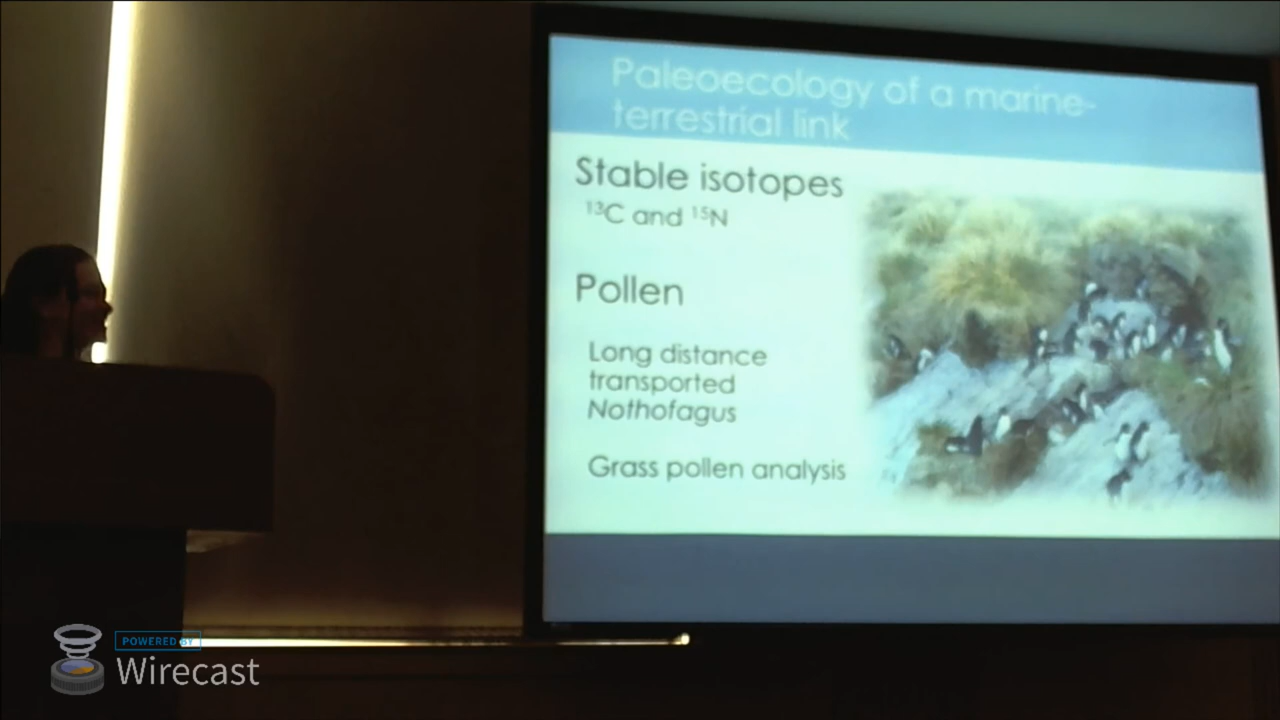 Paleoecology of a marine-
terrestrial link
Stable isotopes
¹³C and ¹⁵N
Pollen
Long distance
transported
Nothofagus
Grass pollen analysis
POWERED BY
Wirecast